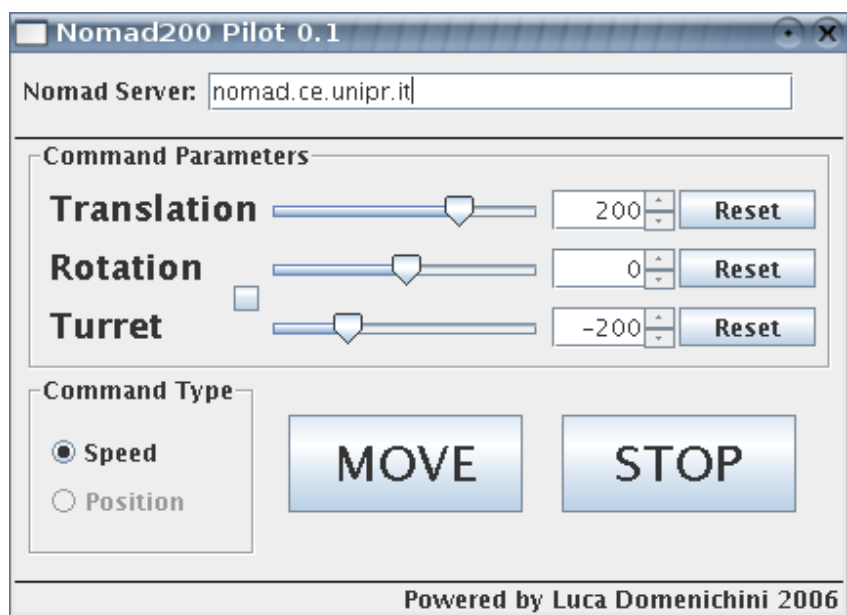 Nomad200 Pilot 0.1
Nomad Server: nomad.ce.unipr.it
Command Parameters
Translation 200 Reset
Rotation 0 Reset
Turret -200 Reset
Command Type
Speed
Position
MOVE STOP
Powered by Luca Domenichini 2006